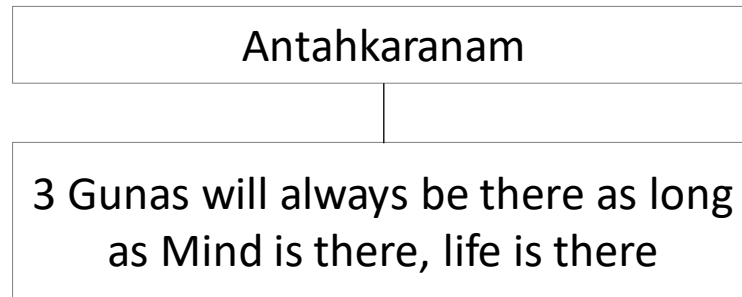 Antahkaranam
3 Gunas will always be there as long
as Mind is there, life is there